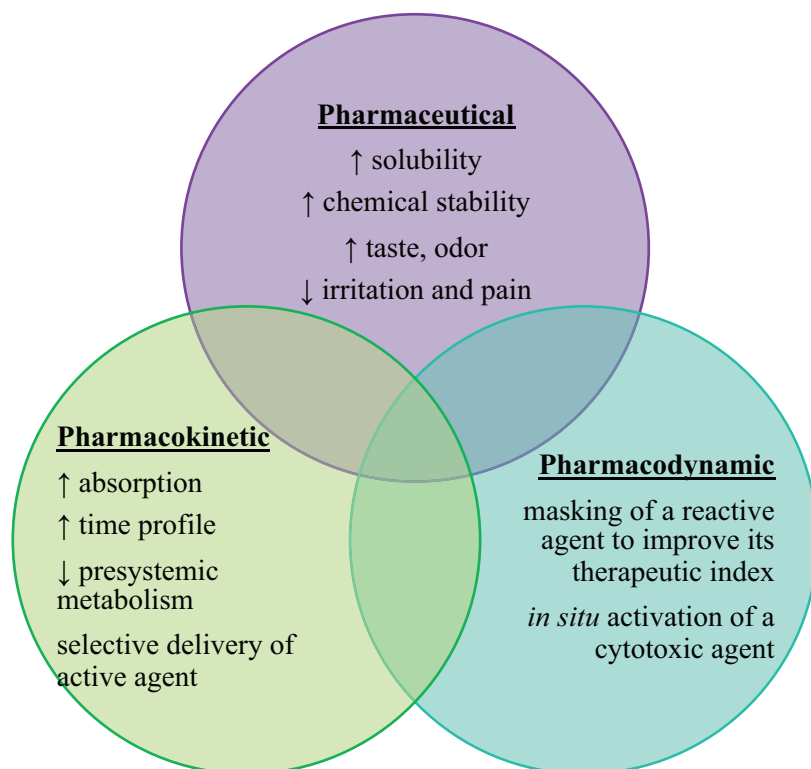 Pharmaceutical
↑ solubility
↑ chemical stability
↑ taste, odor
↓ irritation and pain
Pharmacokinetic
↑ absorption
↑ time profile
↓ presystemic
metabolism
selective delivery of
active agent
Pharmacodynamic
masking of a reactive
agent to improve its
therapeutic index
in situ activation of a
cytotoxic agent